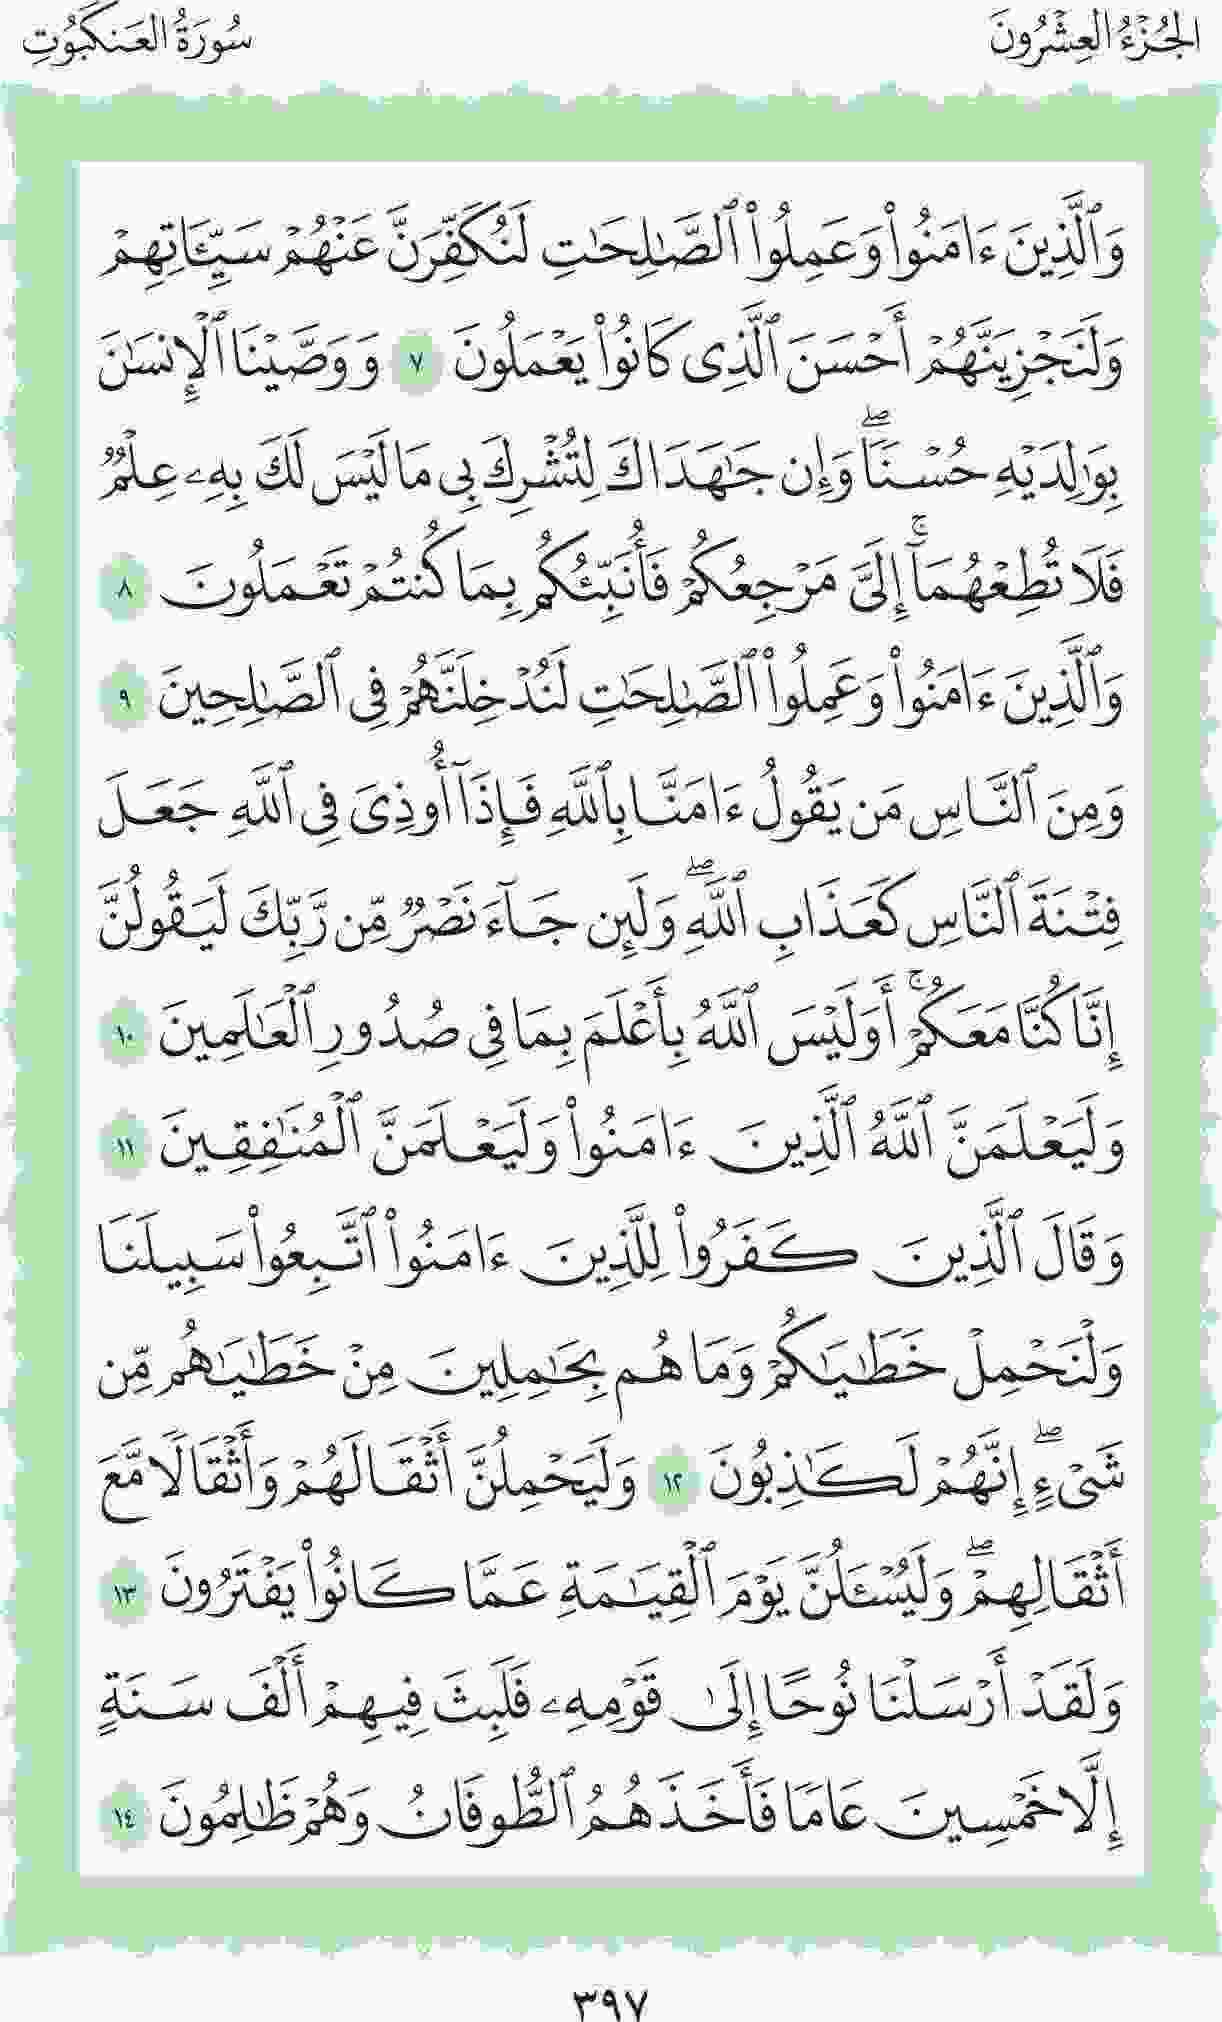 الجُزْءُ العِشْرُونَ
سُورَةُ العَنكَبُوتِ
وَٱلَّذِينَ ءَامَنُوا۟ وَعَمِلُوا۟ ٱلصَّـٰلِحَـٰتِ لَنُكَفِّرَنَّ عَنْهُمْ سَيِّـَٔاتِهِمْ
وَلَنَجْزِيَنَّهُمْ أَحْسَنَ ٱلَّذِى كَانُوا۟ يَعْمَلُونَ ٧ وَوَصَّيْنَا ٱلْإِنسَـٰنَ
بِوَٰلِدَيْهِ حُسْنًا ۖ وَإِن جَـٰهَدَاكَ لِتُشْرِكَ بِى مَا لَيْسَ لَكَ بِهِۦ عِلْمٌ
فَلَا تُطِعْهُمَآ ۚ إِلَىَّ مَرْجِعُكُمْ فَأُنَبِّئُكُم بِمَا كُنتُمْ تَعْمَلُونَ ٨
وَٱلَّذِينَ ءَامَنُوا۟ وَعَمِلُوا۟ ٱلصَّـٰلِحَـٰتِ لَنُدْخِلَنَّهُمْ فِى ٱلصَّـٰلِحِينَ ٩
وَمِنَ ٱلنَّاسِ مَن يَقُولُ ءَامَنَّا بِٱللَّهِ فَإِذَآ أُوذِىَ فِى ٱللَّهِ جَعَلَ
فِتْنَةَ ٱلنَّاسِ كَعَذَابِ ٱللَّهِ ۖ وَلَئِن جَآءَ نَصْرٌ مِّن رَّبِّكَ لَيَقُولُنَّ
إِنَّا كُنَّا مَعَكُمْ ۚ أَوَلَيْسَ ٱللَّهُ بِأَعْلَمَ بِمَا فِى صُدُورِ ٱلْعَـٰلَمِينَ ١٠
وَلَيَعْلَمَنَّ ٱللَّهُ ٱلَّذِينَ ءَامَنُوا۟ وَلَيَعْلَمَنَّ ٱلْمُنَـٰفِقِينَ ١١
وَقَالَ ٱلَّذِينَ كَفَرُوا۟ لِلَّذِينَ ءَامَنُوا۟ ٱتَّبِعُوا۟ سَبِيلَنَا
وَلْنَحْمِلْ خَطَـٰيَـٰكُمْ وَمَا هُم بِحَـٰمِلِينَ مِنْ خَطَـٰيَـٰهُم مِّن
شَىْءٍ ۖ إِنَّهُمْ لَكَـٰذِبُونَ ١٢ وَلَيَحْمِلُنَّ أَثْقَالَهُمْ وَأَثْقَالًا مَّعَ
أَثْقَالِهِمْ ۖ وَلَيُسْـَٔلُنَّ يَوْمَ ٱلْقِيَـٰمَةِ عَمَّا كَانُوا۟ يَفْتَرُونَ ١٣
وَلَقَدْ أَرْسَلْنَا نُوحًا إِلَىٰ قَوْمِهِۦ فَلَبِثَ فِيهِمْ أَلْفَ سَنَةٍ
إِلَّا خَمْسِينَ عَامًا فَأَخَذَهُمُ ٱلطُّوفَانُ وَهُمْ ظَـٰلِمُونَ ١٤
٣٩٧